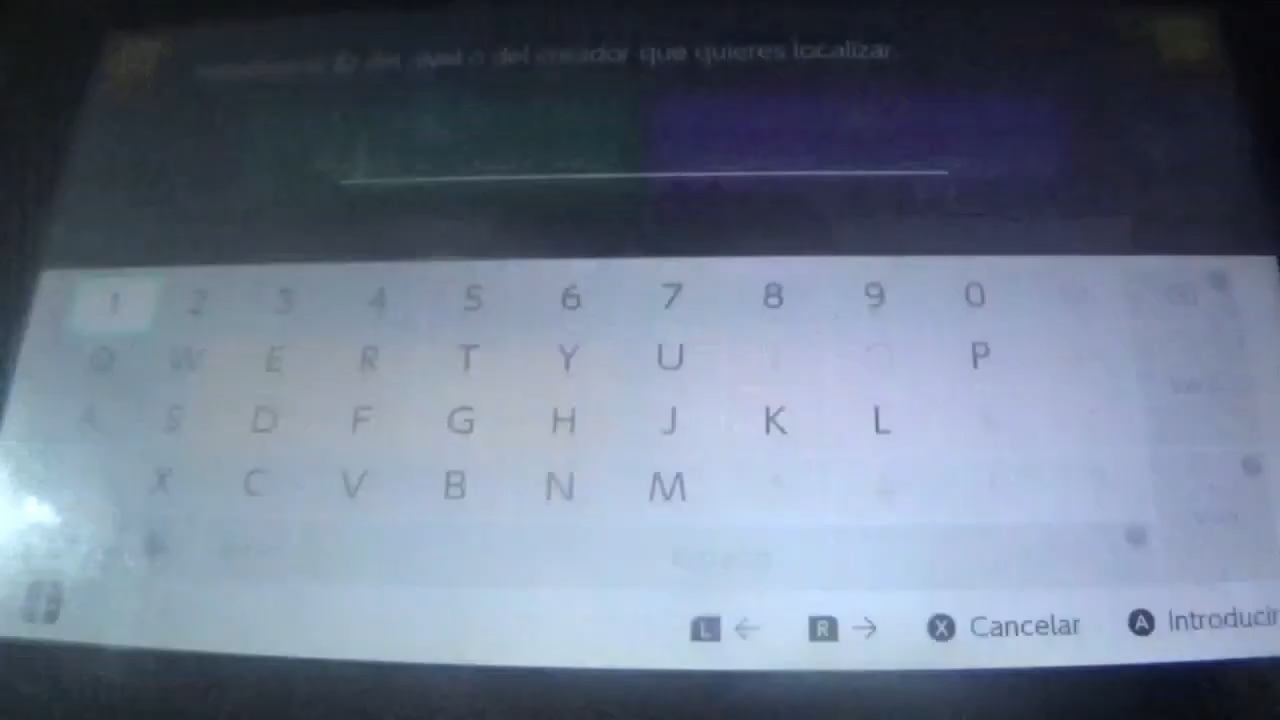 del creador que quieres localizar.
1 2 3 4 5 6 7 8 9 0
Q W E R T Y U I O P
A S D F G H J K L
X C V B N M
L ← R → X Cancelar A Introducir